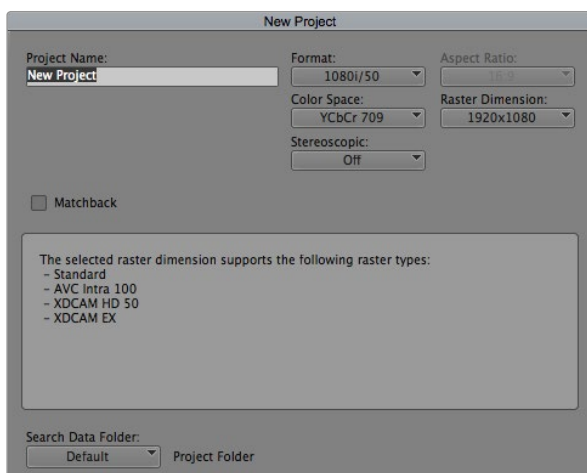 New Project
Project Name:
New Project
Format:
1080i/50
Aspect Ratio:
16:9
Color Space:
YCbCr 709
Raster Dimension:
1920x1080
Stereoscopic:
Off
Matchback
The selected raster dimension supports the following raster types:
- Standard
- AVC Intra 100
- XDCAM HD 50
- XDCAM EX
Search Data Folder:
Default
Project Folder